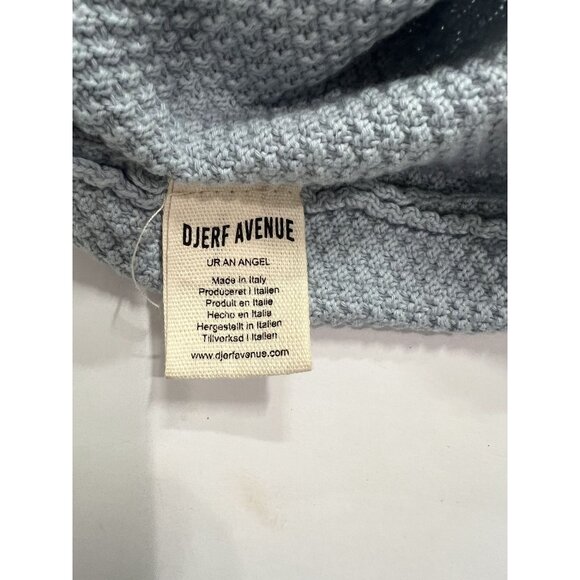 DJERF AVENUE
UR AN ANGEL
Made in Italy
Produceret i Italien
Produit en Italie
Hecho en Italia
Hergestellt in Italien
Tillverksd i Italien
www.djerfavenue.com